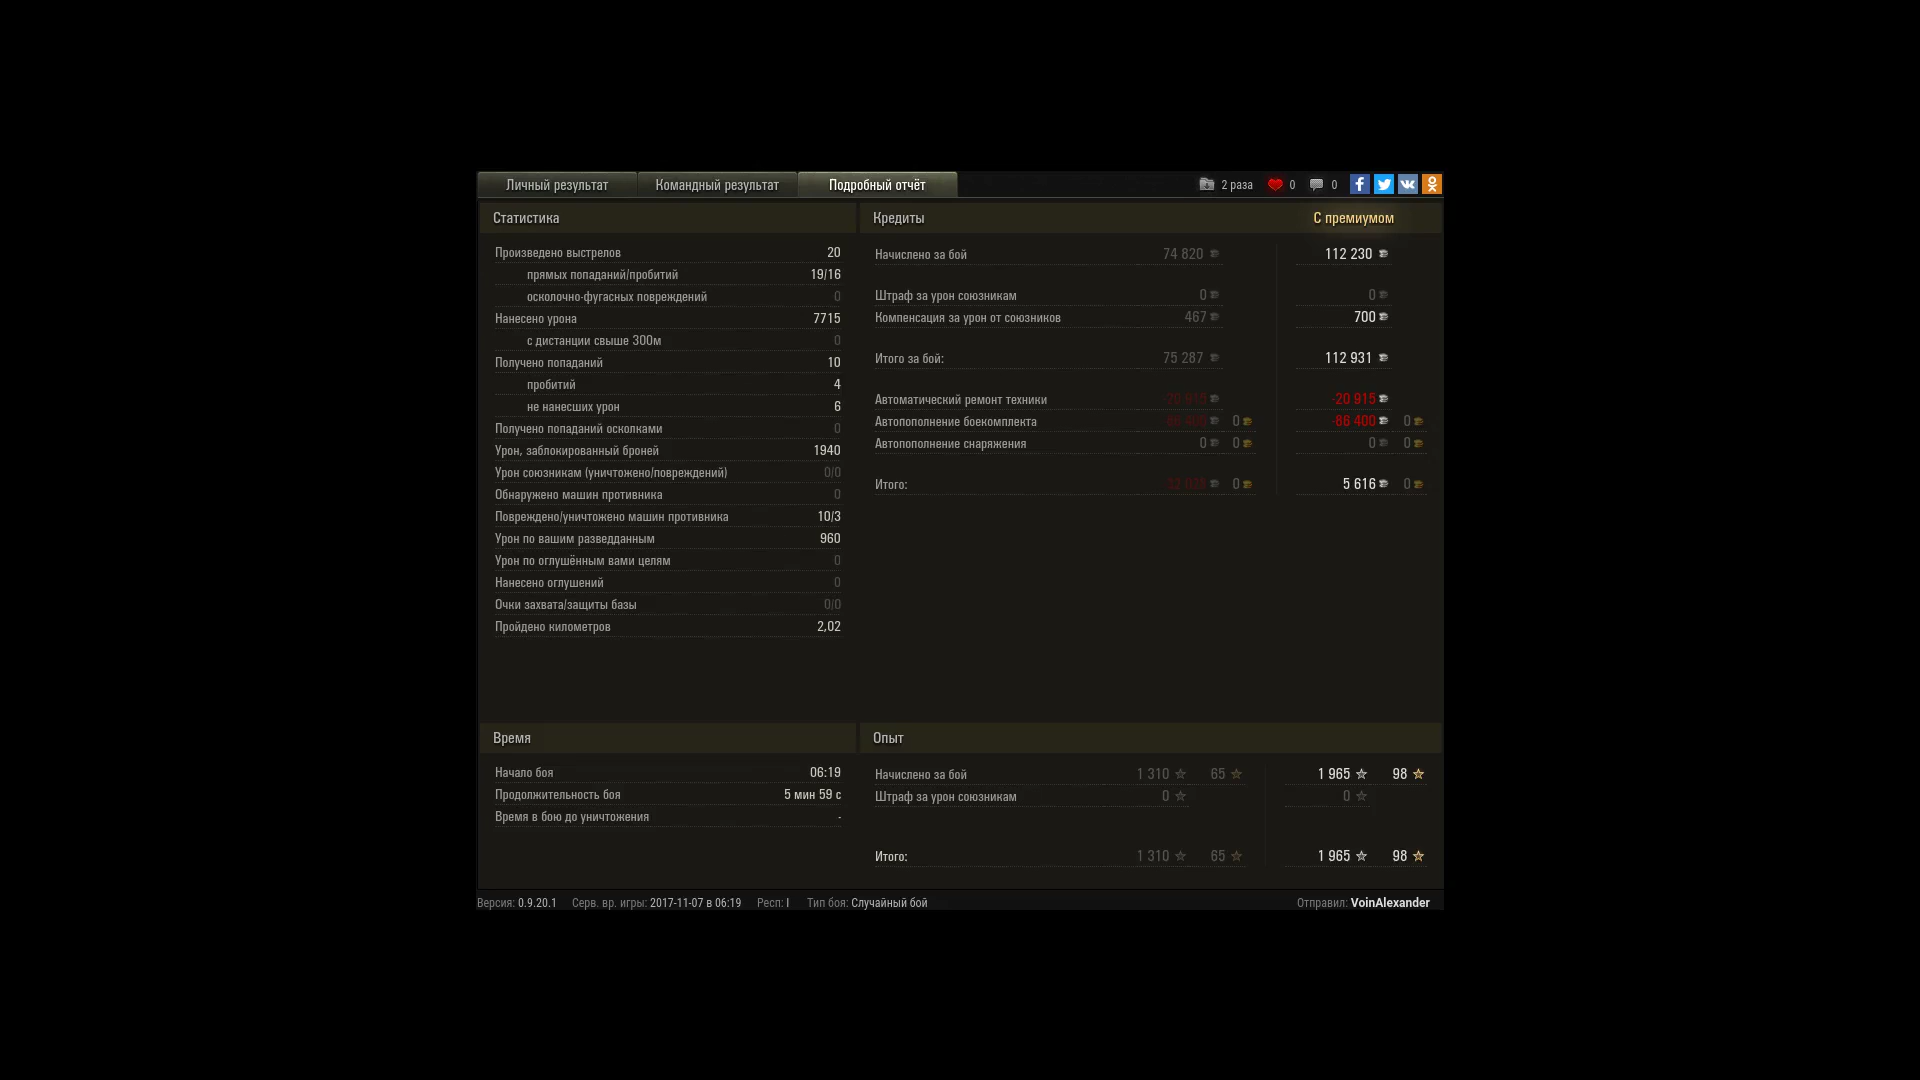 Личный результат Командный результат Подробный отчёт 2 раза 0 0
Статистика
Произведено выстрелов 20
прямых попаданий/пробитий 19/16
осколочно-фугасных повреждений 0
Нанесено урона 7715
с дистанции свыше 300м 0
Получено попаданий 10
пробитий 4
не нанесших урон 6
Получено попаданий осколками 0
Урон, заблокированный броней 1940
Урон союзникам (уничтожено/повреждений) 0/0
Обнаружено машин противника 0
Повреждено/уничтожено машин противника 10/3
Урон по вашим разведданным 960
Урон по оглушённым вами целям 0
Нанесено оглушений 0
Очки захвата/защиты базы 0/0
Пройдено километров 2,02
Кредиты С премиумом
Начислено за бой 74 820 112 230
Штраф за урон союзникам 0 0
Компенсация за урон от союзников 467 700
Итого за бой: 75 287 112 931
Автоматический ремонт техники -20 915 -20 915
Автопополнение боекомплекта -86 400 0 -86 400 0
Автопополнение снаряжения 0 0 0 0
Итого: 0 5 616 0
Время
Начало боя 06:19
Продолжительность боя 5 мин 59 с
Время в бою до уничтожения -
Опыт
Начислено за бой 1 310 65 1 965 98
Штраф за урон союзникам 0 0
Итого: 1 310 65 1 965 98
Версия: 0.9.20.1 Серв. вр. игры: 2017-11-07 в 06:19 Респ: I Тип боя: Случайный бой Отправил: VoinAlexander